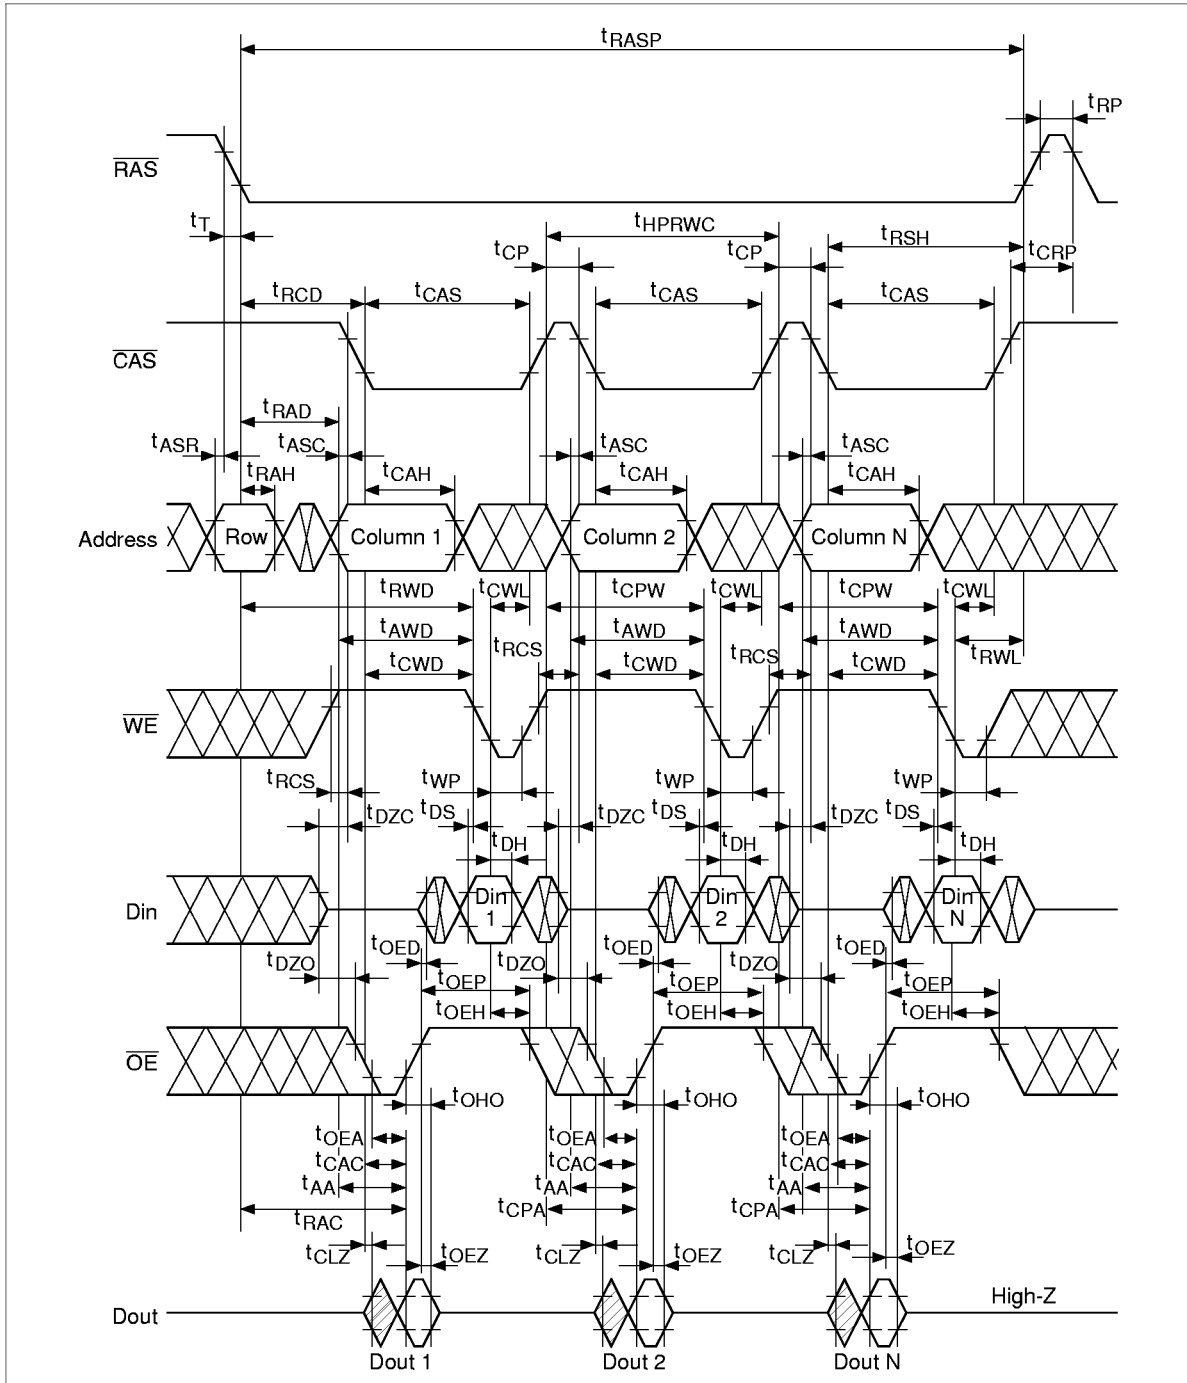 tRASP
tRP
RAS
tT
tHPRWC
tRSH
tCP
tCP
tCRP
tRCD
tCAS
tCAS
tCAS
CAS
tRAD
tASR
tASC
tASC
tASC
tRAH
tCAH
tCAH
tCAH
Address
Row
Column 1
Column 2
Column N
tRWD
tCWL
tCPW
tCWL
tCPW
tCWL
tAWD
tAWD
tAWD
tRCS
tRCS
tRWL
tCWD
tCWD
tCWD
WE
tRCS
tWP
tWP
tWP
tDZC
tDS
tDZC
tDS
tDZC
tDS
tDH
tDH
tDH
Din
Din 1
Din 2
Din N
tOED
tOED
tOED
tDZO
tDZO
tDZO
tOEP
tOEP
tOEP
tOEH
tOEH
tOEH
OE
tOHO
tOHO
tOHO
tOEA
tOEA
tOEA
tCAC
tCAC
tCAC
tAA
tAA
tAA
tRAC
tCPA
tCPA
tCLZ
tOEZ
tCLZ
tOEZ
tCLZ
tOEZ
High-Z
Dout
Dout 1
Dout 2
Dout N